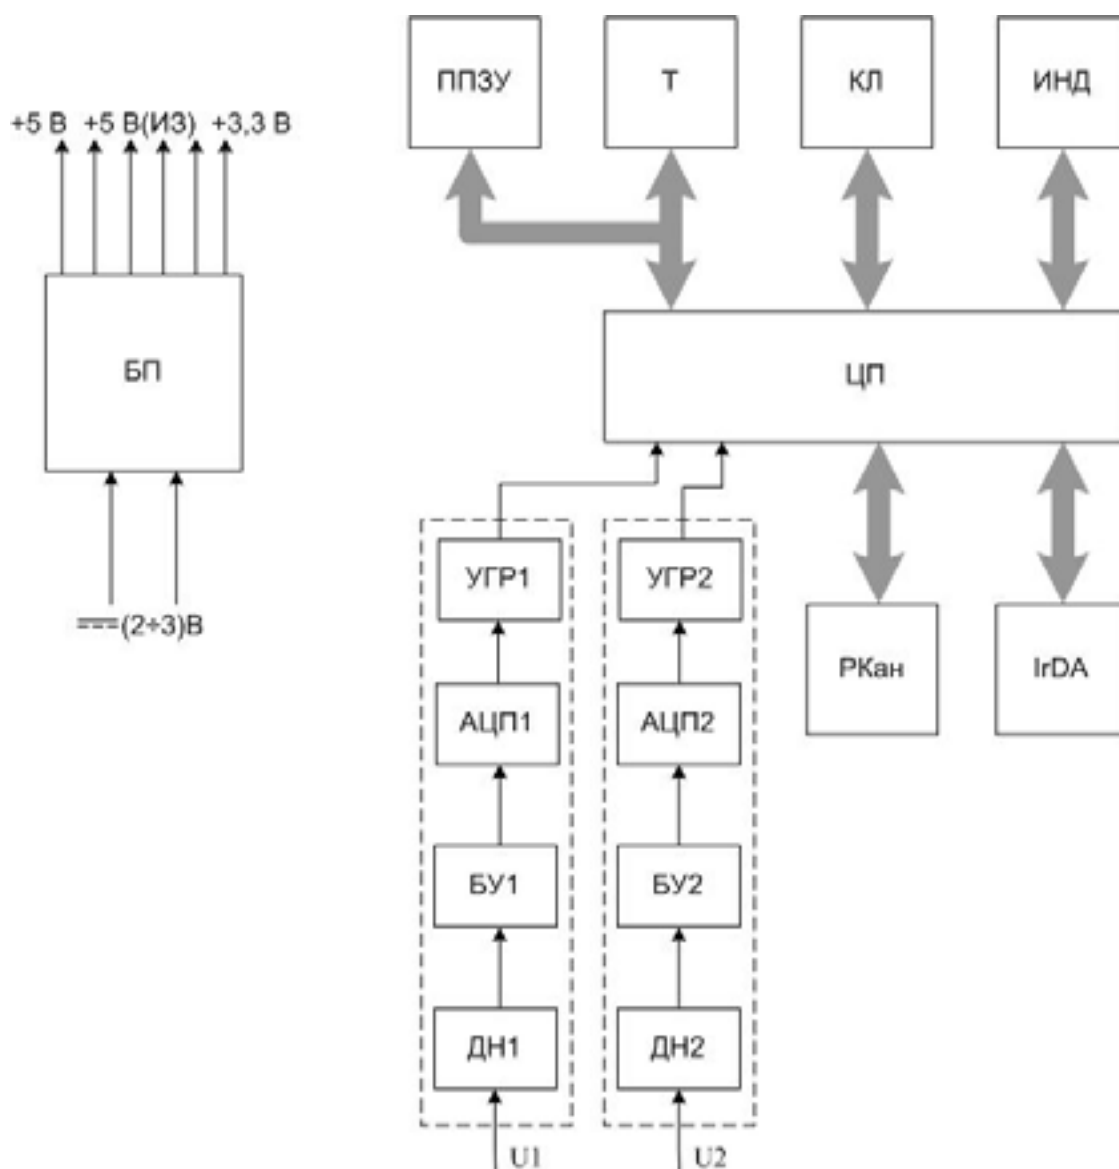 ППЗУ
Т
КЛ
ИНД
+5 В +5 В(ИЗ) +3,3 В
БП
ЦП
===(2÷3)В
УГР1
УГР2
РКан
IrDA
АЦП1
АЦП2
БУ1
БУ2
ДН1
ДН2
U1
U2